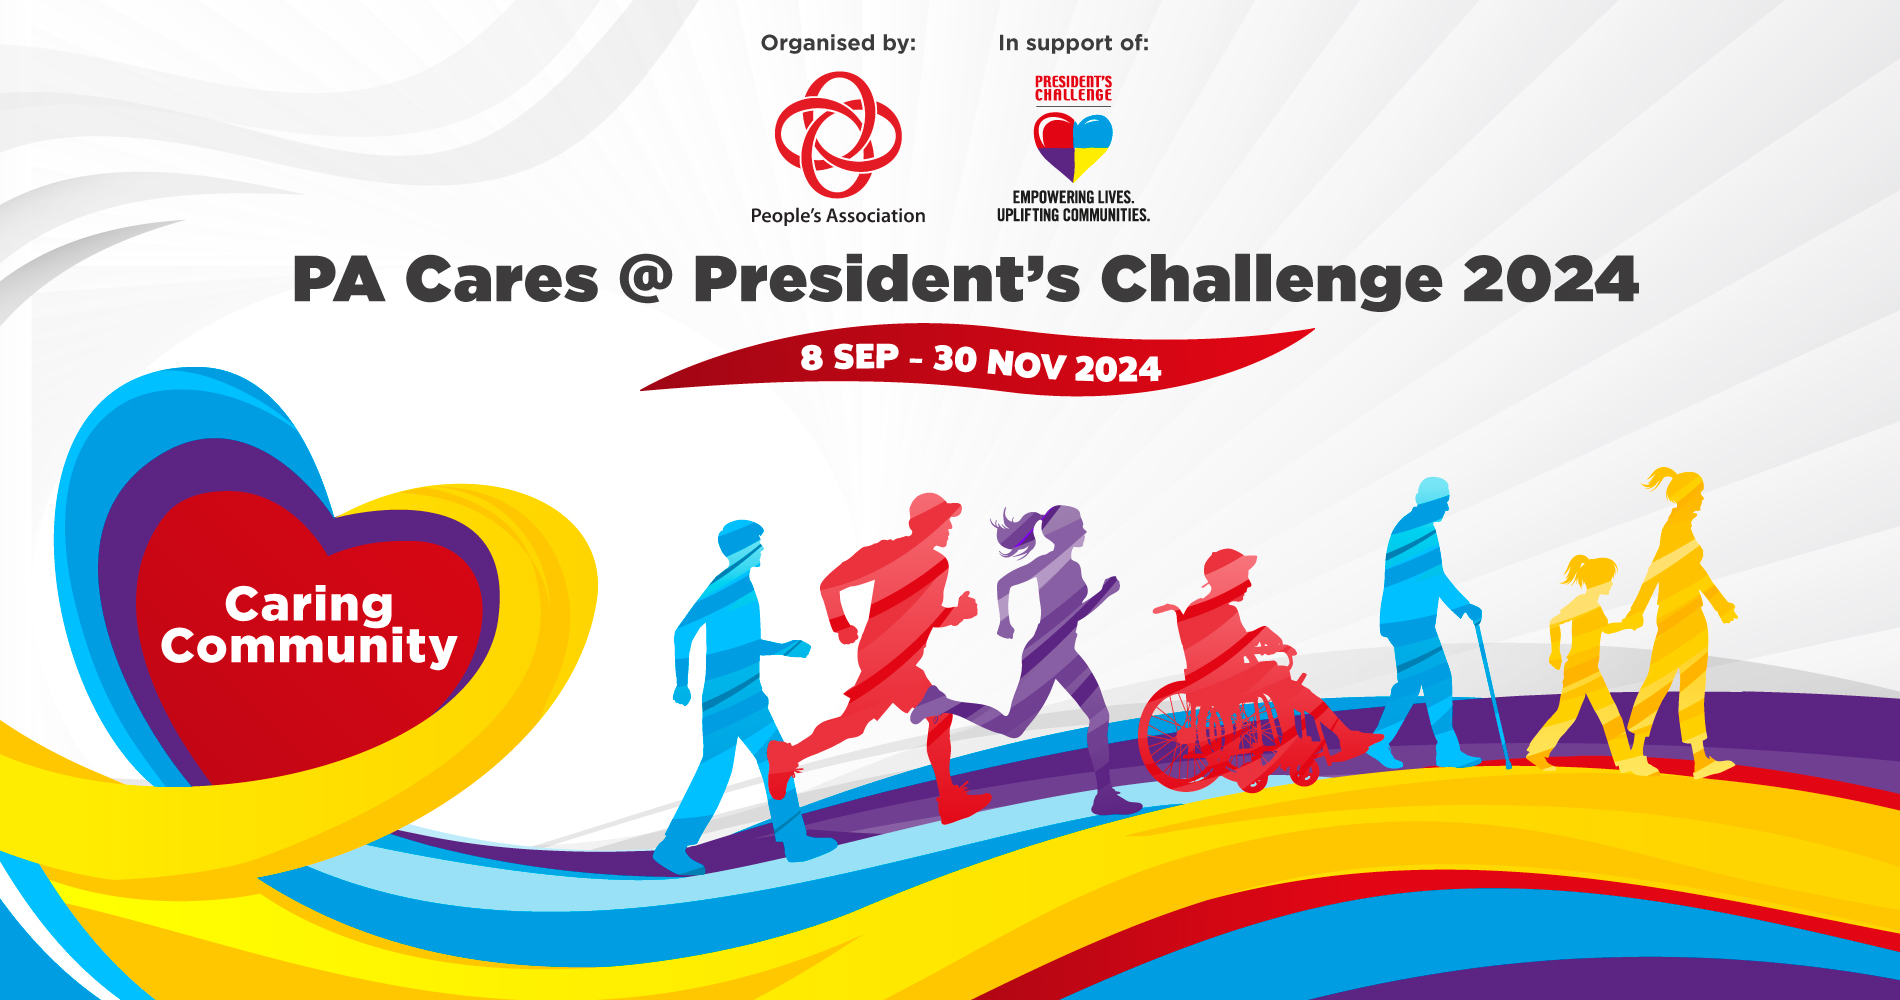 Organised by:
People's Association
In support of:
PRESIDENT'S
CHALLENGE
EMPOWERING LIVES.
UPLIFTING COMMUNITIES.
PA Cares @ President's Challenge 2024
8 SEP - 30 NOV 2024
Caring
Community